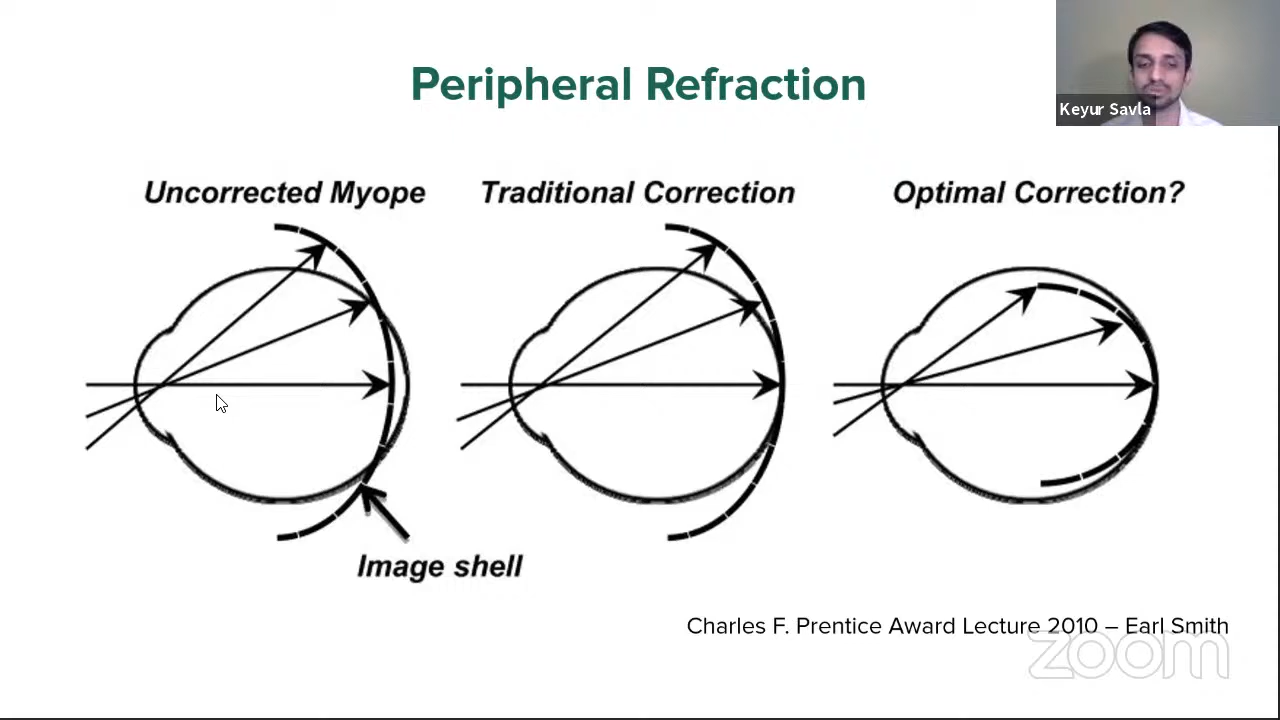 Peripheral Refraction
Keyur Savla
Uncorrected Myope
Traditional Correction
Optimal Correction?
Image shell
Charles F. Prentice Award Lecture 2010 – Earl Smith
zoom